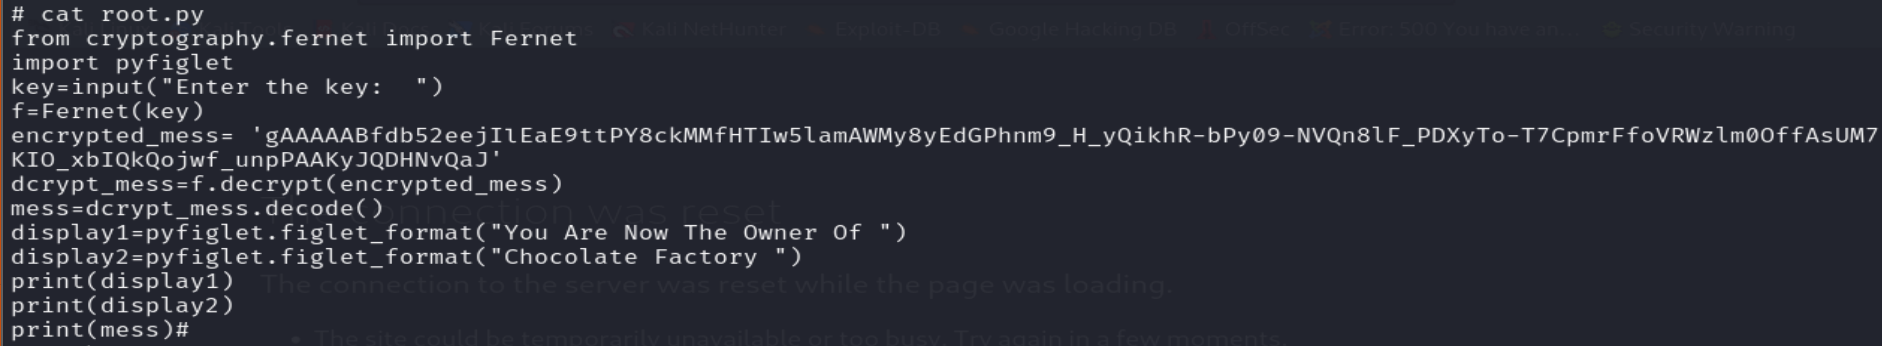 # cat root.py
from cryptography.fernet import Fernet
import pyfiglet
key=input("Enter the key:  ")
f=Fernet(key)
encrypted_mess= 'gAAAAABfdb52eejIlEaE9ttPY8ckMMfHTIw5lamAWMy8yEdGPhnm9_H_yQikhR-bPy09-NVQn8lF_PDXyTo-T7CpmrFfoVRWzlm0OffAsUM7
KIO_xbIQkQojwf_unpPAAKyJQDHNvQaJ'
dcrypt_mess=f.decrypt(encrypted_mess)
mess=dcrypt_mess.decode()
display1=pyfiglet.figlet_format("You Are Now The Owner Of ")
display2=pyfiglet.figlet_format("Chocolate Factory ")
print(display1)
print(display2)
print(mess)#
Kali Forums
Kali NetHunter
Exploit-DB
Google Hacking DB
OffSec
Error: 500 You have an ...
Security Warning
connection was reset
The connection to the server was reset while the page was loading.
The site could be temporarily unavailable or too busy. Try again in a few moments.